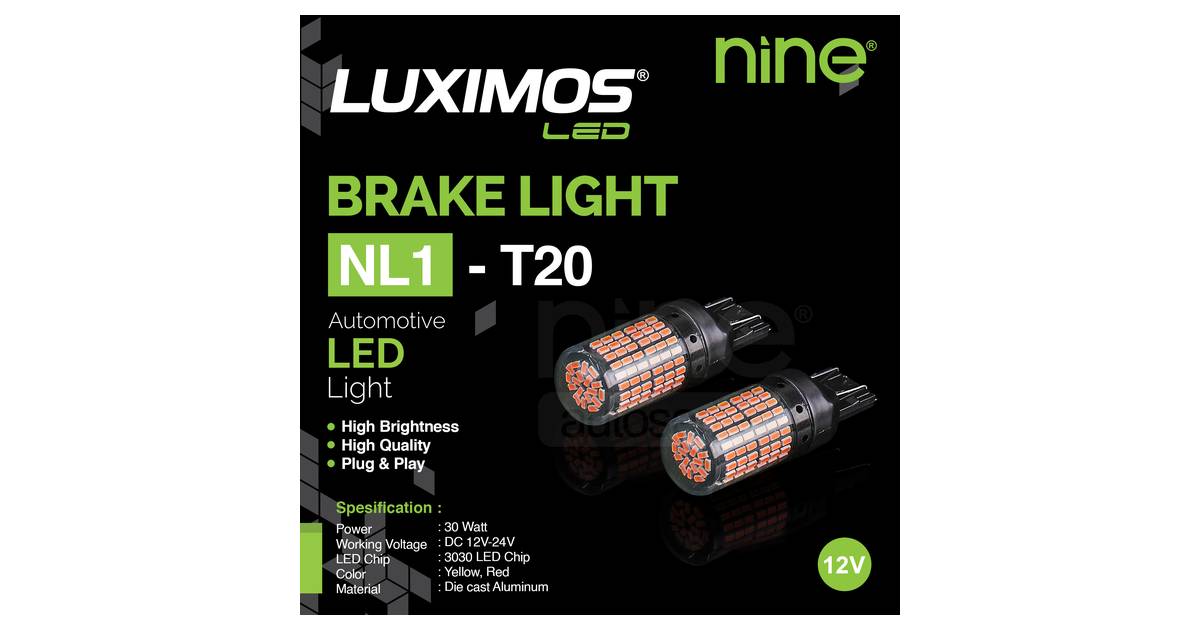 nine®
LUXIMOS®
LED
BRAKE LIGHT
NL1 - T20
Automotive
LED
Light
• High Brightness
• High Quality
• Plug & Play
Spesification :
Power : 30 Watt
Working Voltage : DC 12V-24V
LED Chip : 3030 LED Chip
Color : Yellow, Red
Material : Die cast Aluminum
nine®
12V